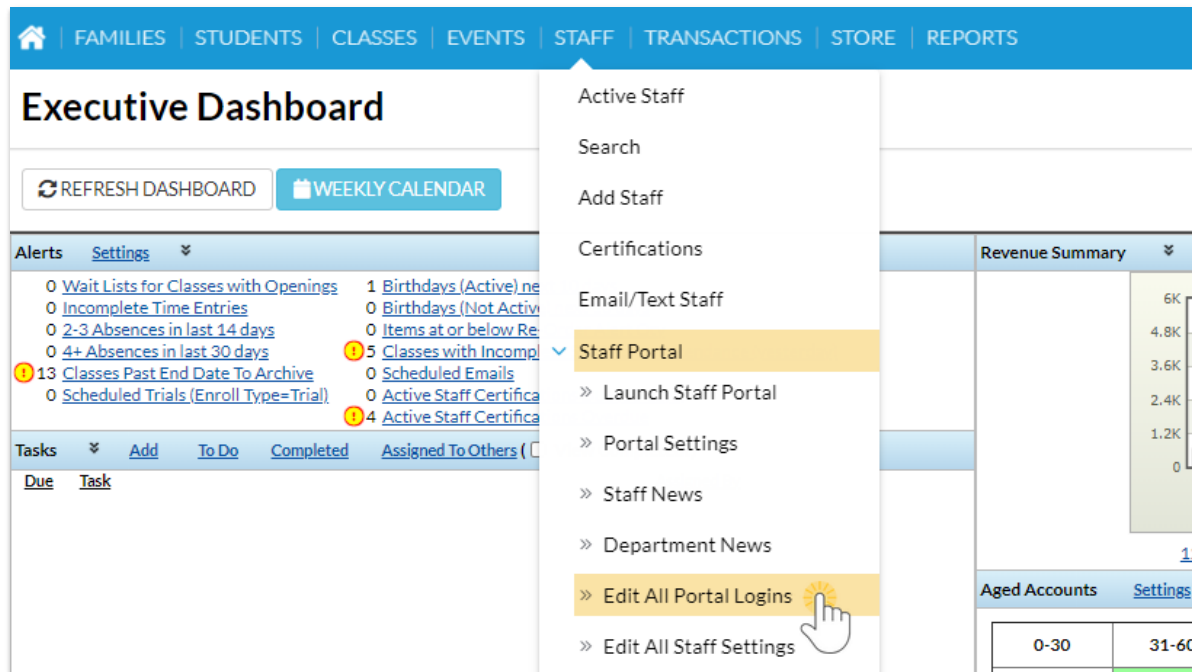 FAMILIES | STUDENTS | CLASSES | EVENTS | STAFF | TRANSACTIONS | STORE | REPORTS
Executive Dashboard
REFRESH DASHBOARD
WEEKLY CALENDAR
Active Staff
Search
Add Staff
Certifications
Email/Text Staff
Staff Portal
» Launch Staff Portal
» Portal Settings
» Staff News
» Department News
» Edit All Portal Logins
» Edit All Staff Settings
Alerts Settings
0 Wait Lists for Classes with Openings
0 Incomplete Time Entries
0 2-3 Absences in last 14 days
0 4+ Absences in last 30 days
13 Classes Past End Date To Archive
0 Scheduled Trials (Enroll Type=Trial)
1 Birthdays (Active) ne
0 Birthdays (Not Activ
0 Items at or below Re
5 Classes with Incompl
0 Scheduled Emails
0 Active Staff Certifica
4 Active Staff Certifica
Tasks Add To Do Completed Assigned To Others (
Due Task
Revenue Summary
6K
4.8K
3.6K
2.4K
1.2K
0
Aged Accounts Settings
0-30 31-60